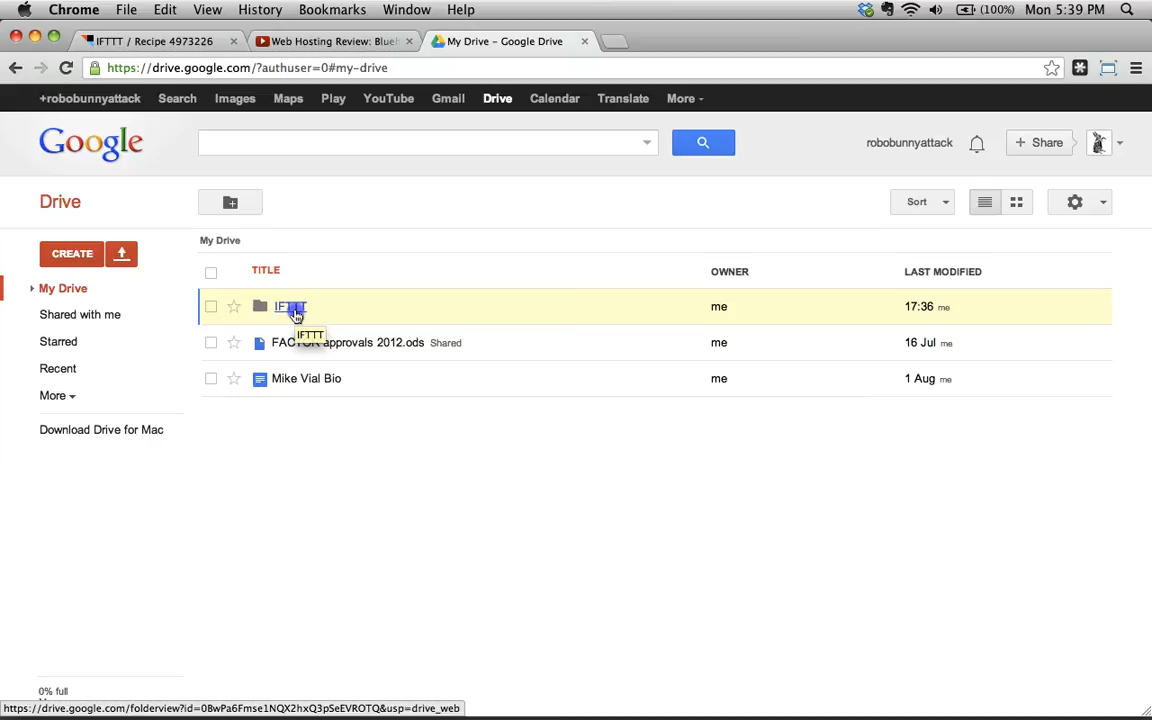 Chrome File Edit View History Bookmarks Window Help (100%) Mon 5:39 PM
IFTTT / Recipe 4973226 Web Hosting Review: Blueh My Drive - Google Drive
https://drive.google.com/?authuser=0#my-drive
+robobunnyattack Search Images Maps Play YouTube Gmail Drive Calendar Translate More
Google robobunnyattack + Share
Drive Sort
My Drive
CREATE
TITLE OWNER LAST MODIFIED
My Drive
IFTTT me 17:36 me
Shared with me
IFTTT
FACTOR approvals 2012.ods Shared me 16 Jul me
Starred
Recent
Mike Vial Bio me 1 Aug me
More
Download Drive for Mac
0% full
https://drive.google.com/folderview?id=0BwPa6Fmse1NQX2hxQ3pSeEVROTQ&usp=drive_web